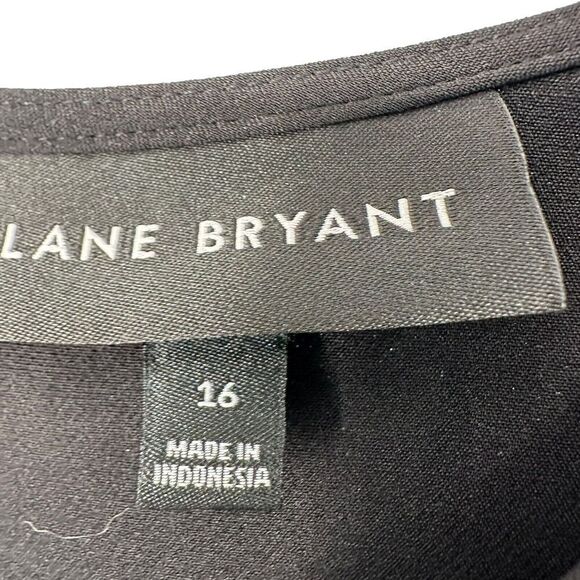 LANE BRYANT
16
MADE IN
INDONESIA